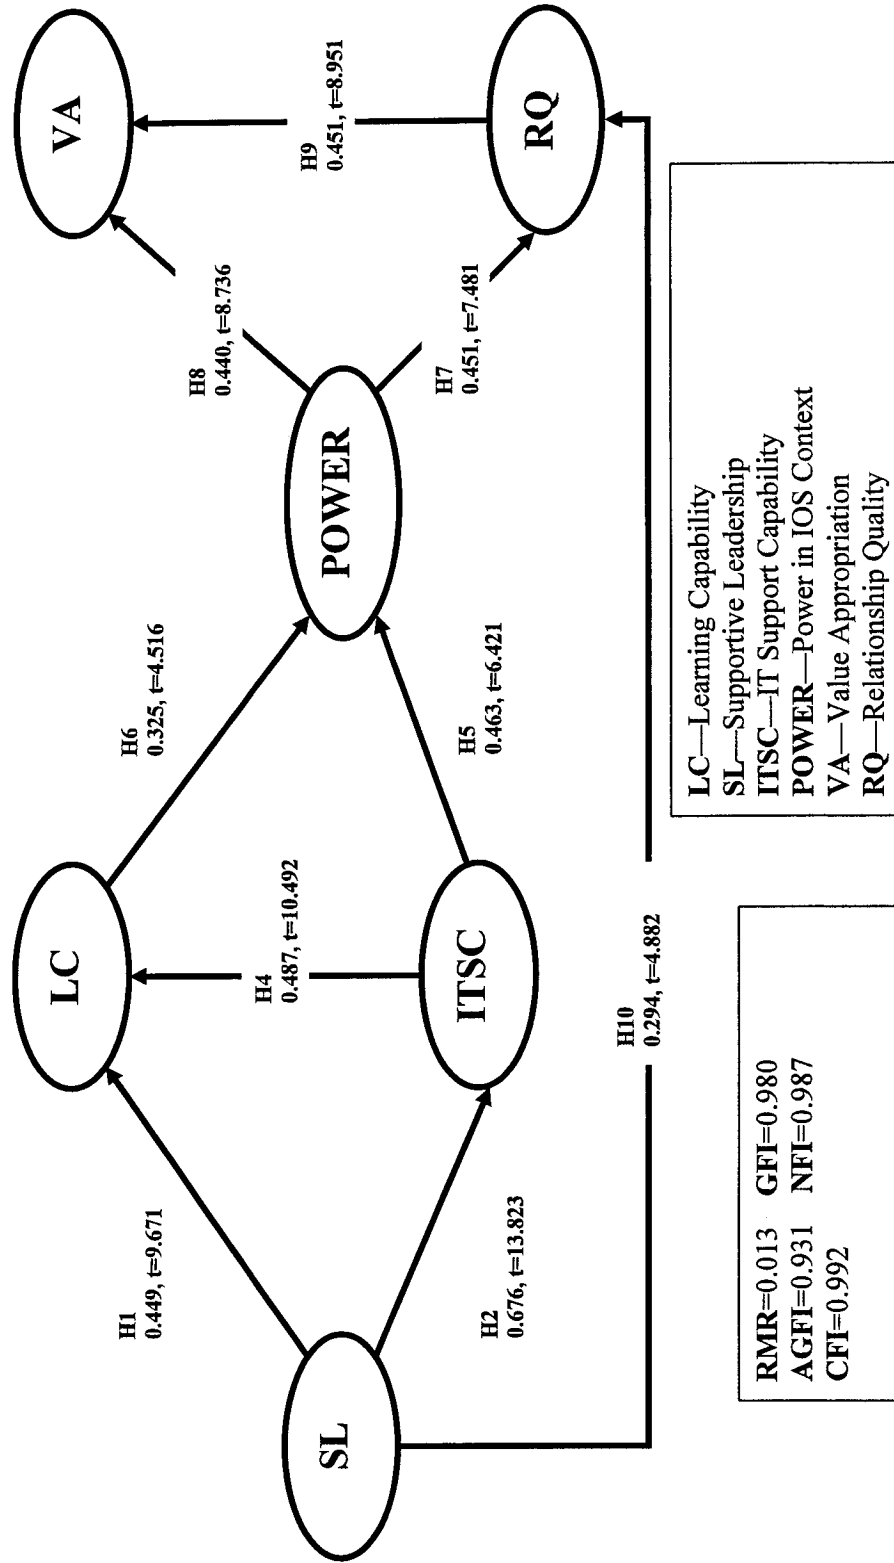 LC
VA
H1
0.449, t=9.671
H6
0.325, t=4.516
H8
0.440, t=8.736
H4
0.487, t=10.492
H9
0.451, t=8.951
SL
POWER
H2
0.676, t=13.823
H5
0.463, t=6.421
H7
0.451, t=7.481
ITSC
RQ
H10
0.294, t=4.882
RMR=0.013 GFI=0.980
AGFI=0.931 NFI=0.987
CFI=0.992
LC—Learning Capability
SL—Supportive Leadership
ITSC—IT Support Capability
POWER—Power in IOS Context
VA—Value Appropriation
RQ—Relationship Quality